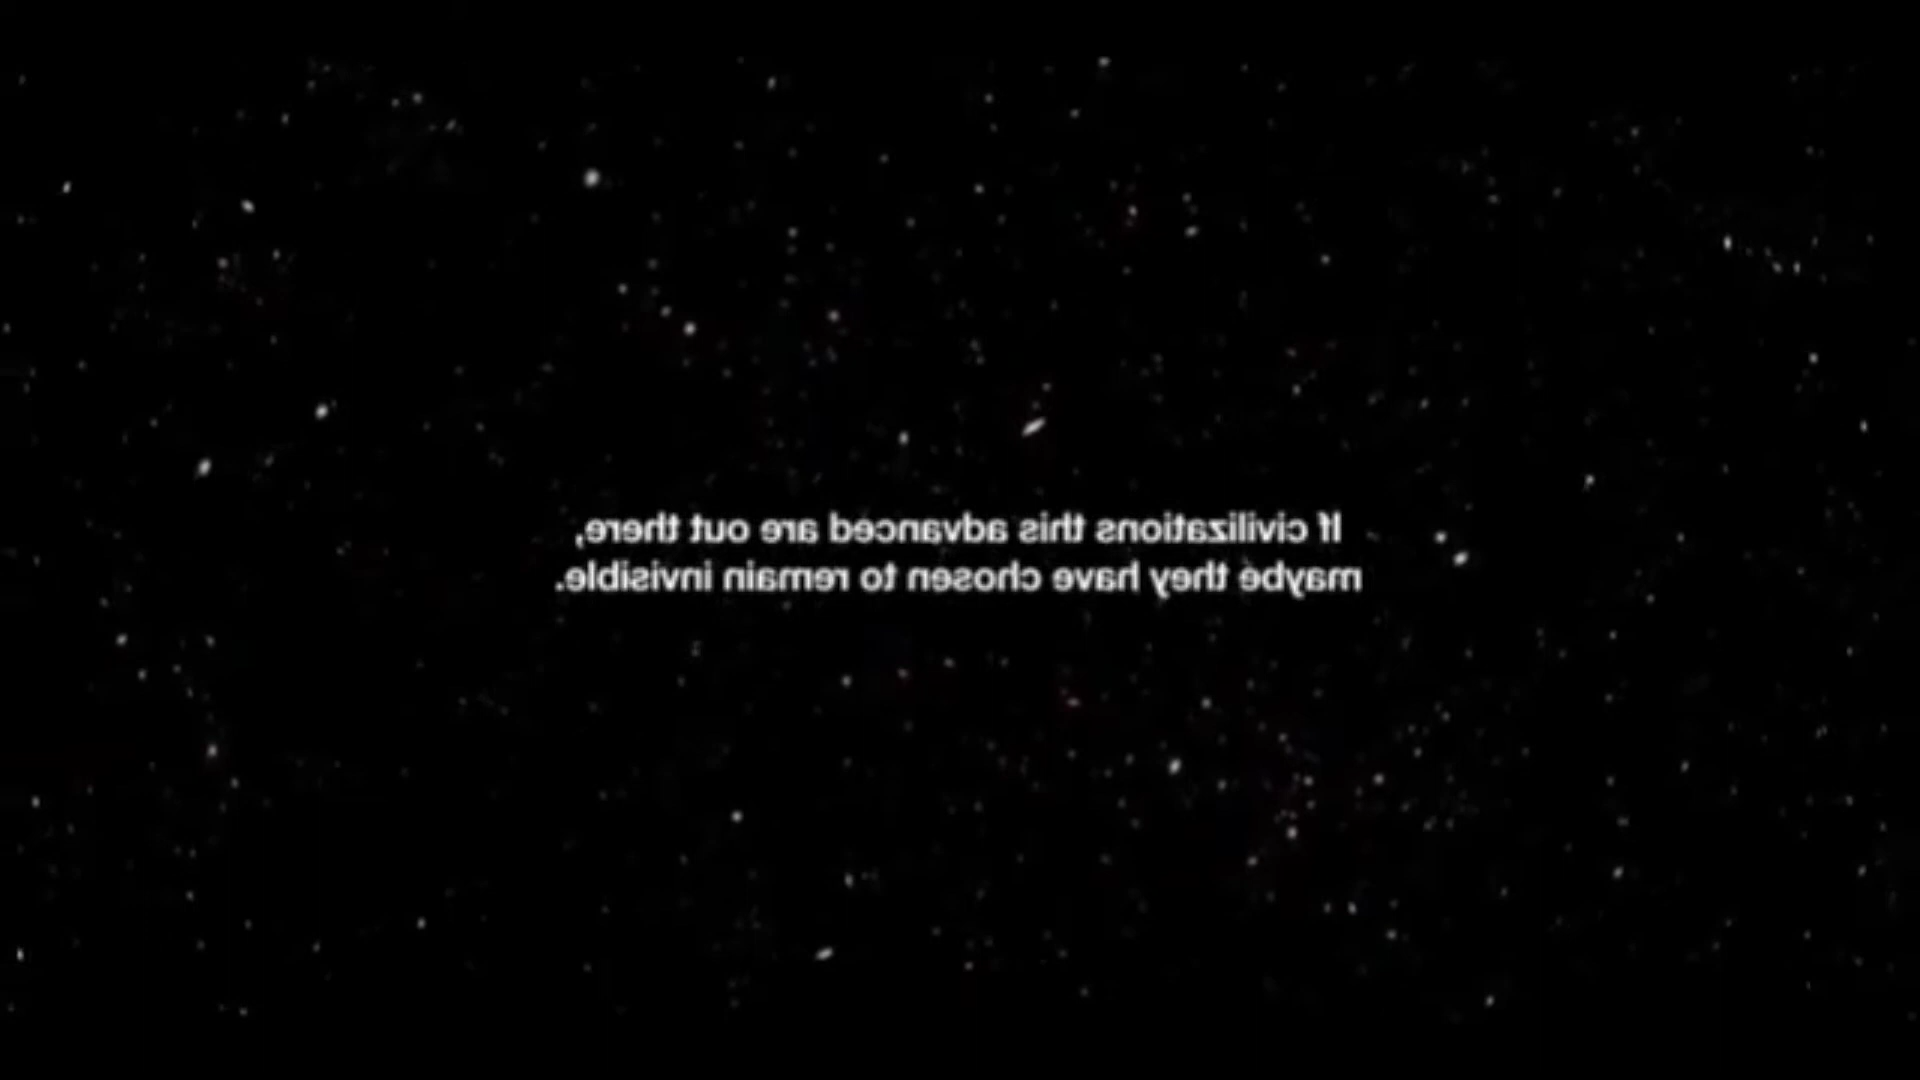 If civilizations this advanced are out there,
maybe they have chosen to remain invisible.